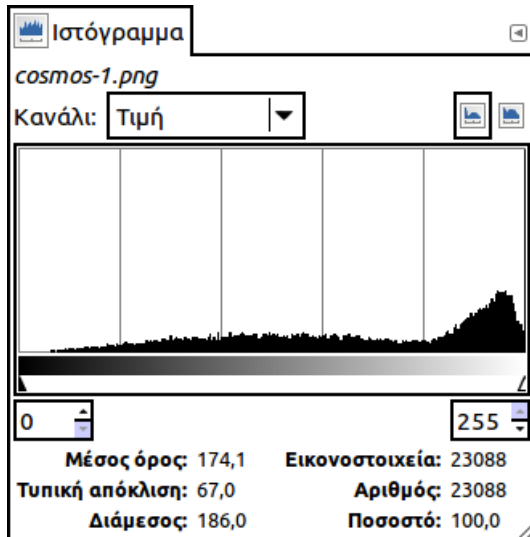 Ιστόγραμμα
cosmos-1.png
Κανάλι: Τιμή
0 255
Μέσος όρος: 174,1 Εικονοστοιχεία: 23088
Τυπική απόκλιση: 67,0 Αριθμός: 23088
Διάμεσος: 186,0 Ποσοστό: 100,0